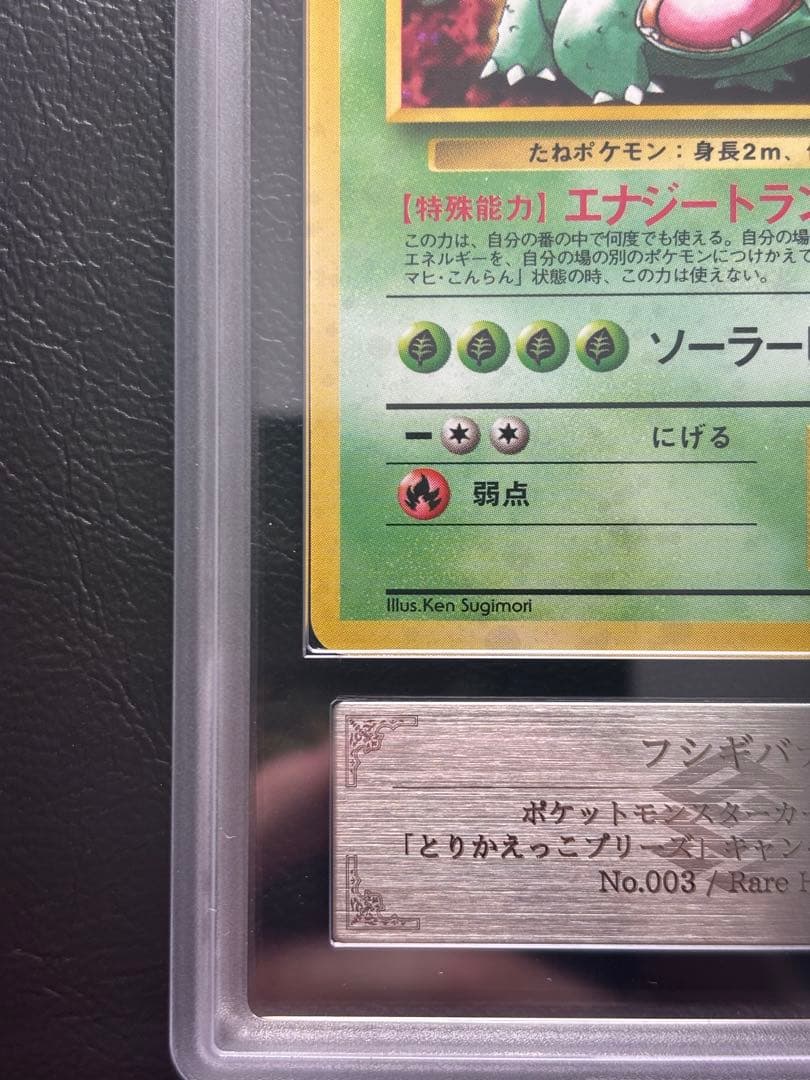 たねポケモン：身長2m、
【特殊能力】エナジートラン
この力は、自分の番の中で何度でも使える。自分の場
エネルギーを、自分の場の別のポケモンにつけかえて
マヒ・こんらん」状態の時、この力は使えない。
ソーラー
にげる
弱点
Illus.Ken Sugimori
フシギバ
ポケットモンスターカ
「とりかえっこプリーズ」キャン
No.003 / Rare H